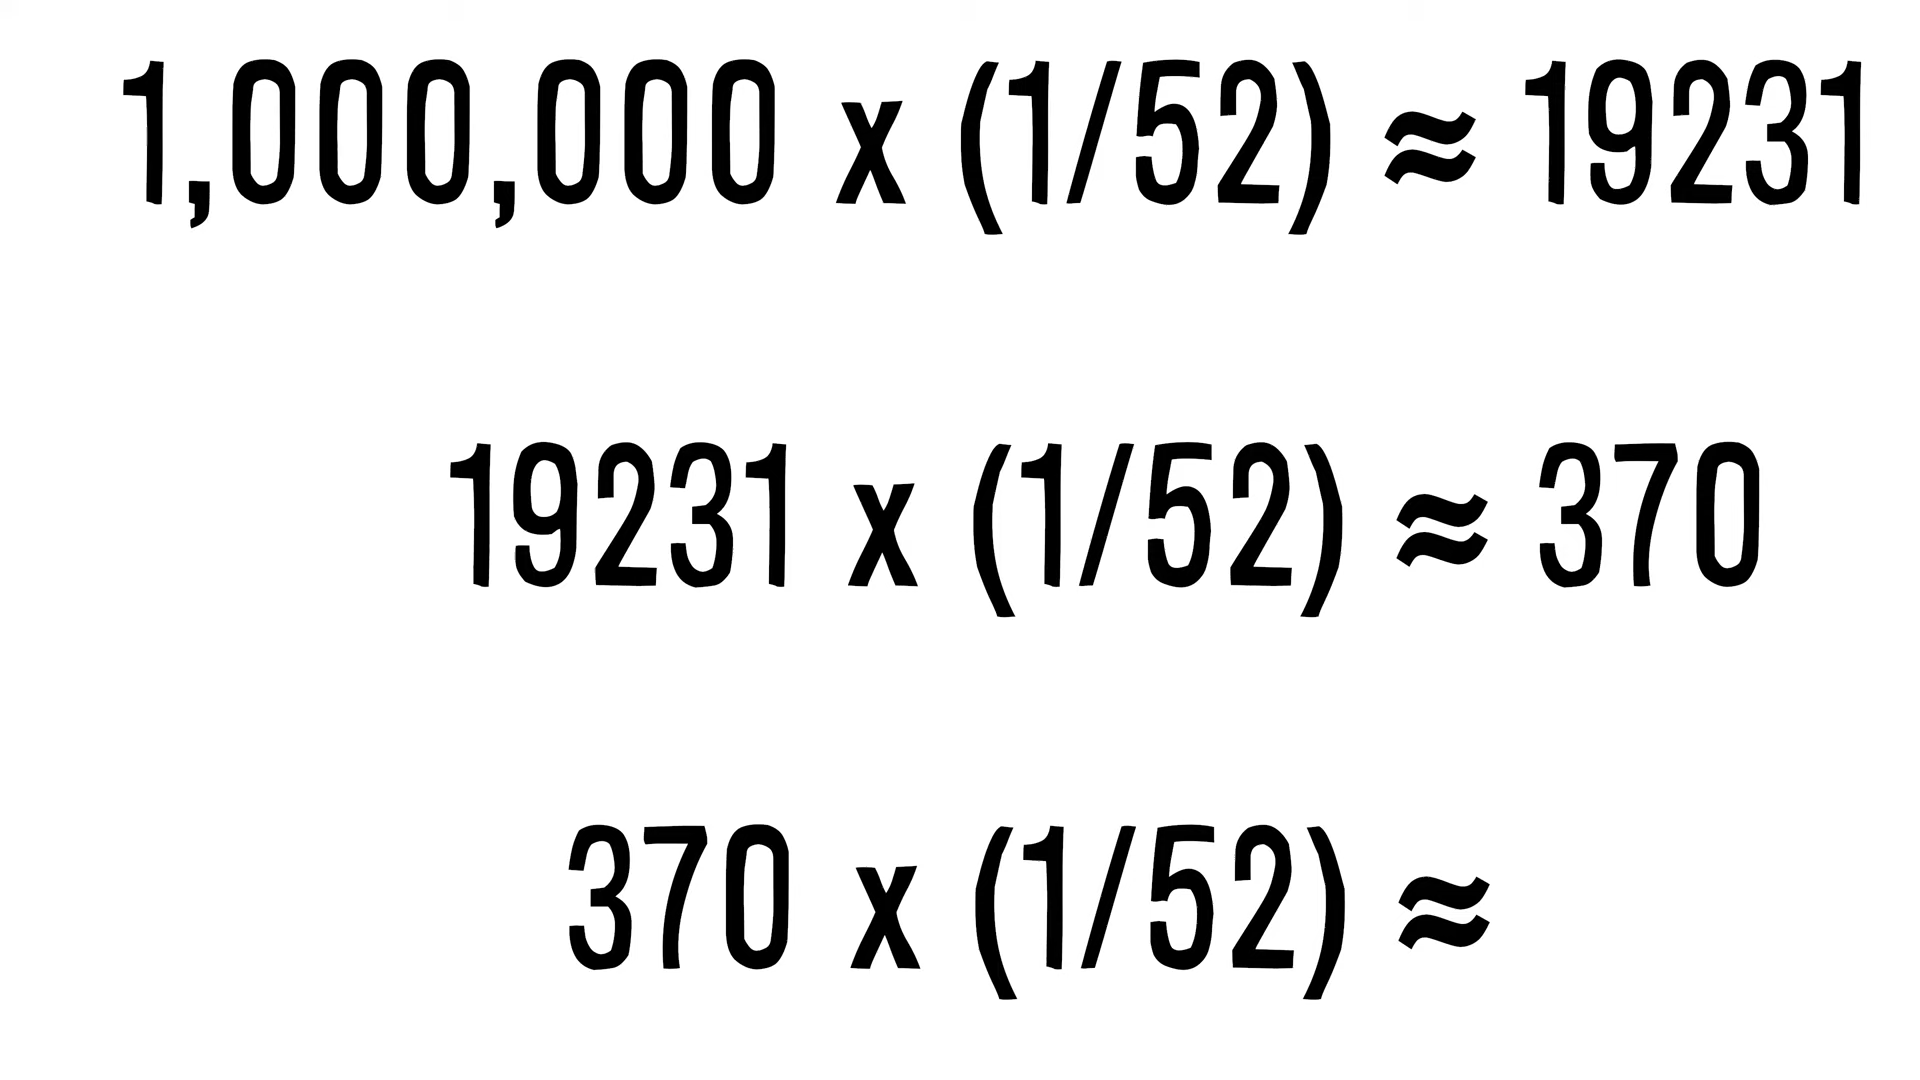 1,000,000 x (1/52) ≈ 19231
19231 x (1/52) ≈ 370
370 x (1/52) ≈